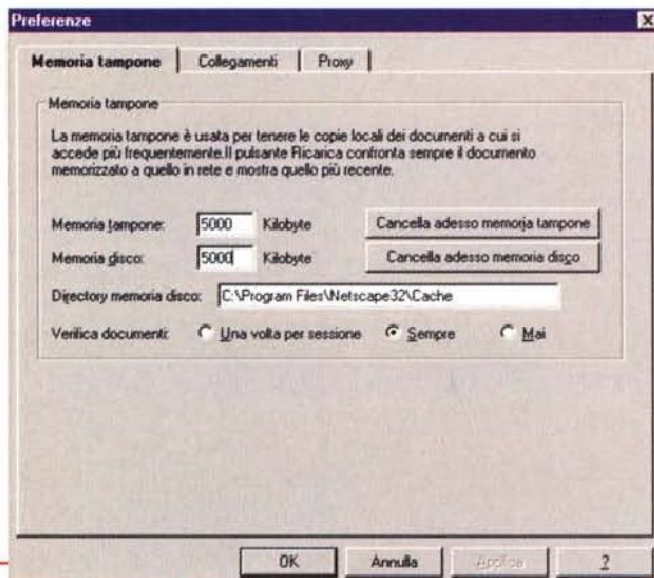 Preferenze
Memoria tampone Collegamenti Proxy
Memoria tampone
La memoria tampone è usata per tenere le copie locali dei documenti a cui si
accede più frequentemente.Il pulsante Ricarica confronta sempre il documento
memorizzato a quello in rete e mostra quello più recente.
Memoria tampone: 5000 Kilobyte Cancella adesso memoria tampone
Memoria disco: 5000 Kilobyte Cancella adesso memoria disco
Directory memoria disco: C:\Program Files\Netscape32\Cache
Verifica documenti: Una volta per sessione Sempre Mai
OK Annulla Applica ?